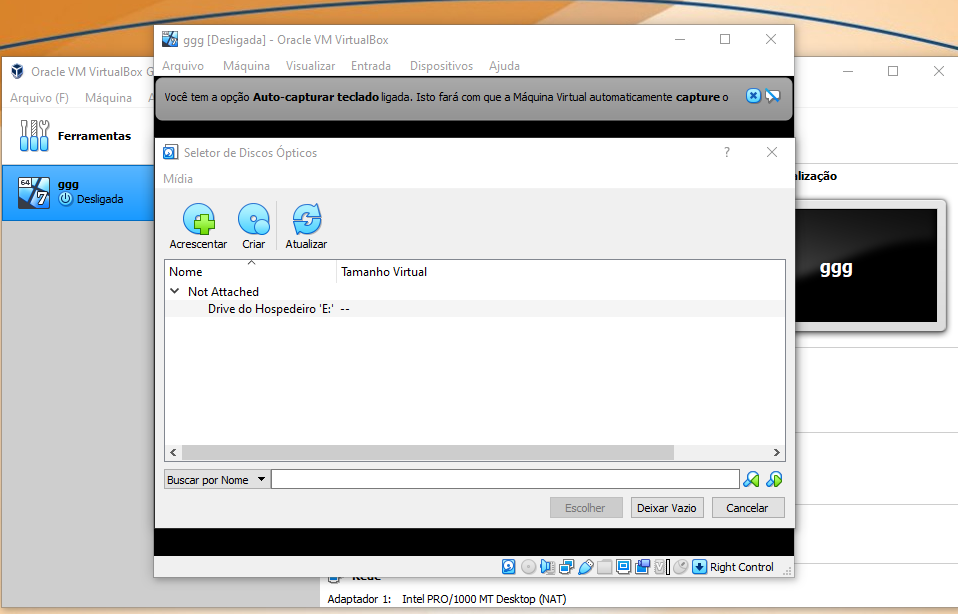 ggg [Desligada] - Oracle VM VirtualBox
Arquivo Máquina Visualizar Entrada Dispositivos Ajuda
Oracle VM VirtualBox G
Arquivo (F) Máquina A
Você tem a opção Auto-capturar teclado ligada. Isto fará com que a Máquina Virtual automaticamente capture o
Ferramentas
64
7
ggg
Desligada
Seletor de Discos Ópticos
?
Mídia
Acrescentar Criar Atualizar
Nome Tamanho Virtual
Not Attached
Drive do Hospedeiro 'E:' --
Buscar por Nome
Escolher Deixar Vazio Cancelar
lização
ggg
Right Control
Rede
Adaptador 1: Intel PRO/1000 MT Desktop (NAT)